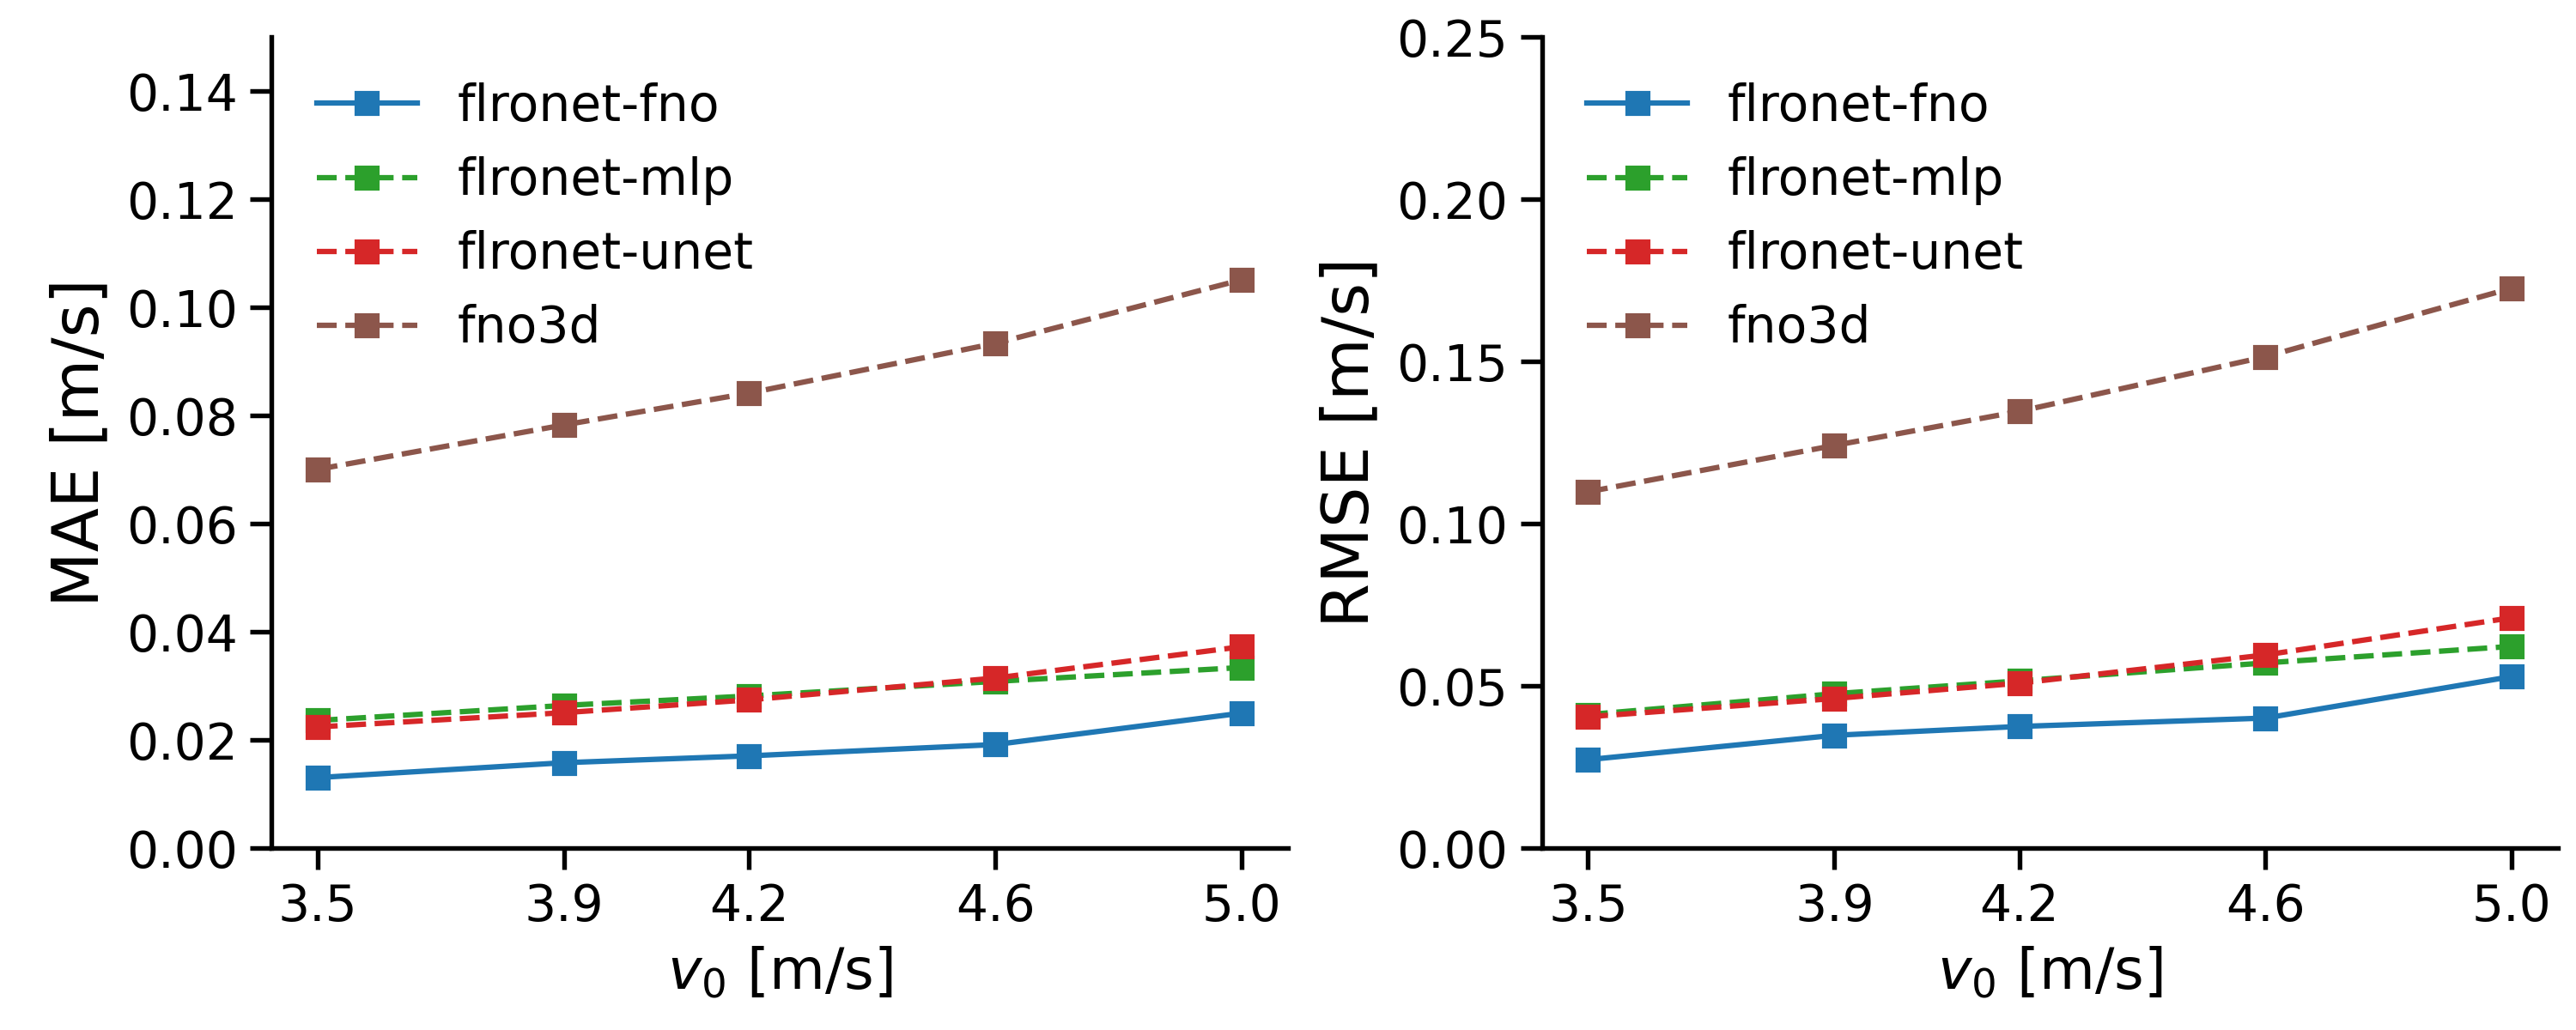 MAE [m/s]
0.14
0.12
0.10
0.08
0.06
0.04
0.02
0.00
flronet-fno
flronet-mlp
flronet-unet
fno3d
3.5 3.9 4.2 4.6 5.0
v0 [m/s]
RMSE [m/s]
0.25
0.20
0.15
0.10
0.05
0.00
flronet-fno
flronet-mlp
flronet-unet
fno3d
3.5 3.9 4.2 4.6 5.0
v0 [m/s]